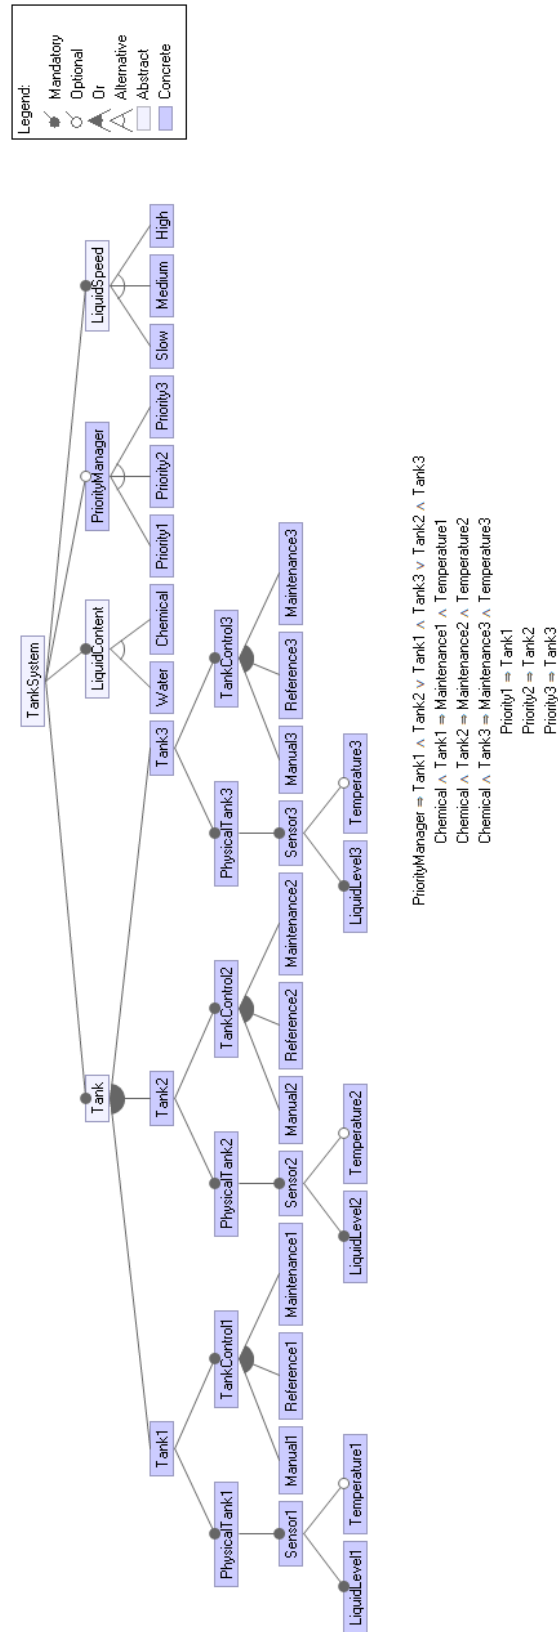 TankSystem
Tank
LiquidContent
PriorityManager
LiquidSpeed
Tank1
Tank2
Tank3
Water
Chemical
Priority1
Priority2
Priority3
Slow
Medium
High
PhysicalTank1
TankControl1
PhysicalTank2
TankControl2
PhysicalTank3
TankControl3
Sensor1
Manual1
Reference1
Maintenance1
Sensor2
Manual2
Reference2
Maintenance2
Sensor3
Manual3
Reference3
Maintenance3
LiquidLevel1
Temperature1
LiquidLevel2
Temperature2
LiquidLevel3
Temperature3
Legend:
Mandatory
Optional
Or
Alternative
Abstract
Concrete
PriorityManager ⇒ Tank1 ∧ Tank2 ∨ Tank1 ∧ Tank3 ∨ Tank2 ∧ Tank3
Chemical ∧ Tank1 ⇒ Maintenance1 ∧ Temperature1
Chemical ∧ Tank2 ⇒ Maintenance2 ∧ Temperature2
Chemical ∧ Tank3 ⇒ Maintenance3 ∧ Temperature3
Priority1 ⇒ Tank1
Priority2 ⇒ Tank2
Priority3 ⇒ Tank3